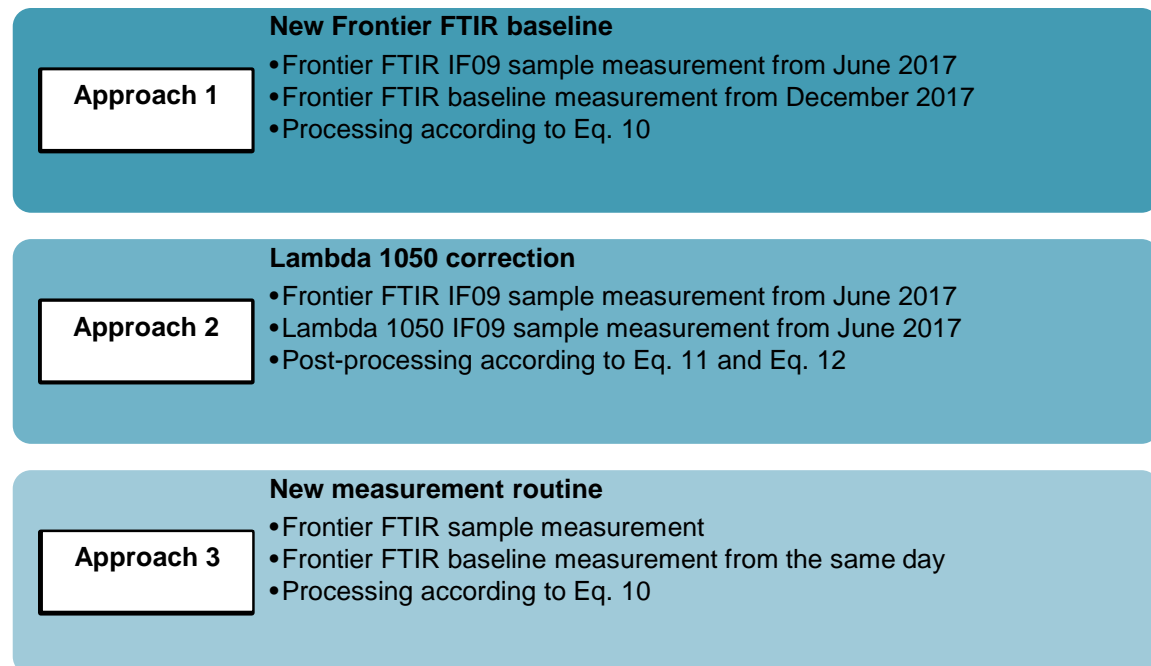 New Frontier FTIR baseline
Approach 1
•Frontier FTIR IF09 sample measurement from June 2017
•Frontier FTIR baseline measurement from December 2017
•Processing according to Eq. 10
Lambda 1050 correction
Approach 2
•Frontier FTIR IF09 sample measurement from June 2017
•Lambda 1050 IF09 sample measurement from June 2017
•Post-processing according to Eq. 11 and Eq. 12
New measurement routine
Approach 3
•Frontier FTIR sample measurement
•Frontier FTIR baseline measurement from the same day
•Processing according to Eq. 10